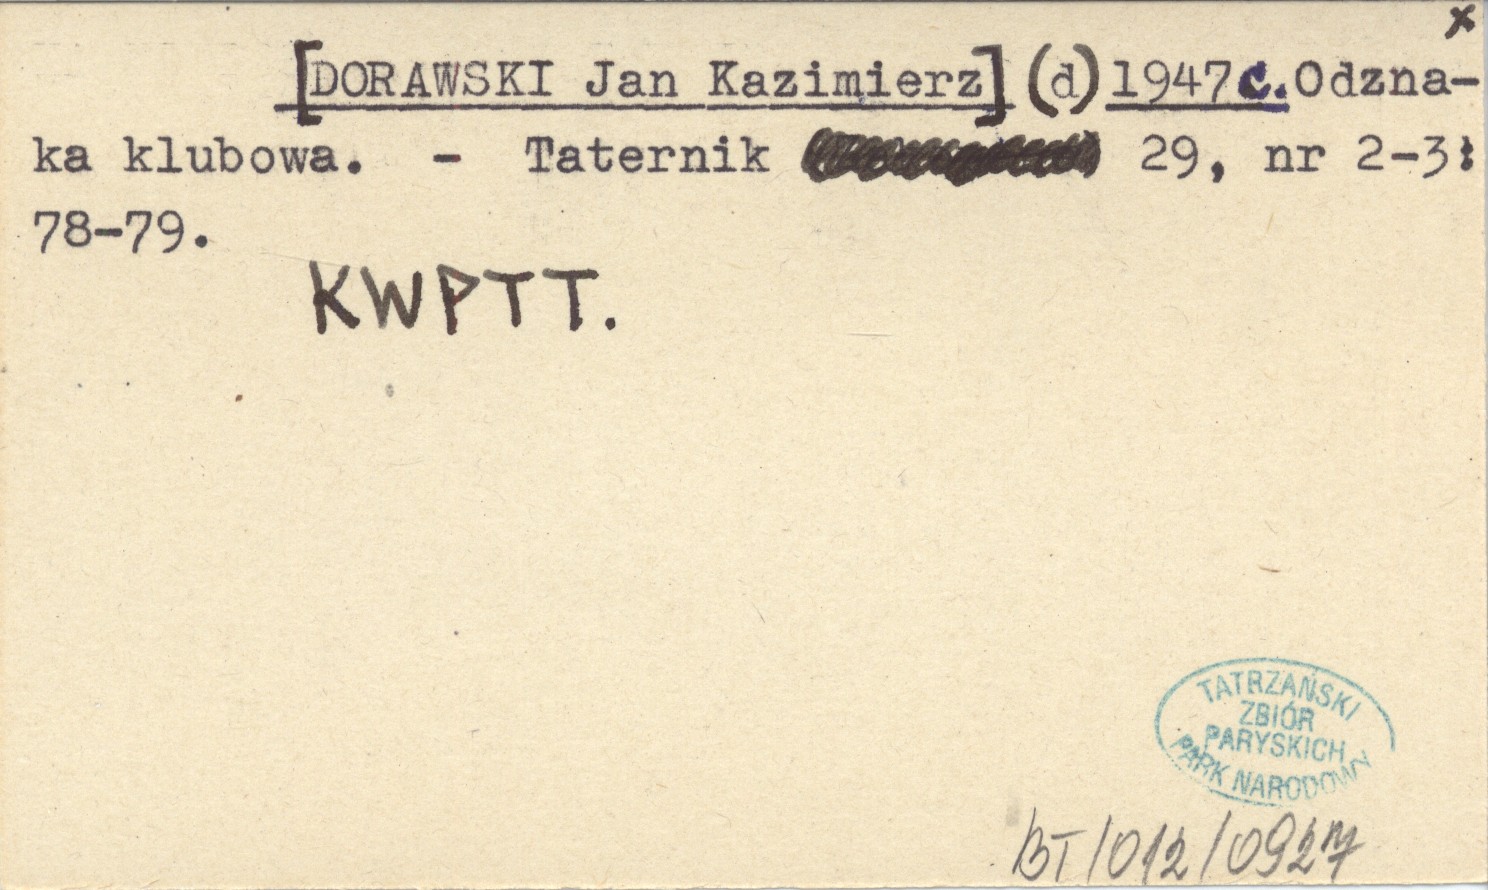 x
[DORAWSKI Jan Kazimierz] (d) 1947c. Odzna-
ka klubowa. - Taternik 29, nr 2-3:
78-79.
KWPTT.
TATRZAŃSKI
ZBIÓR
PARYSKICH
PARK NARODOWY
BT/012/0927